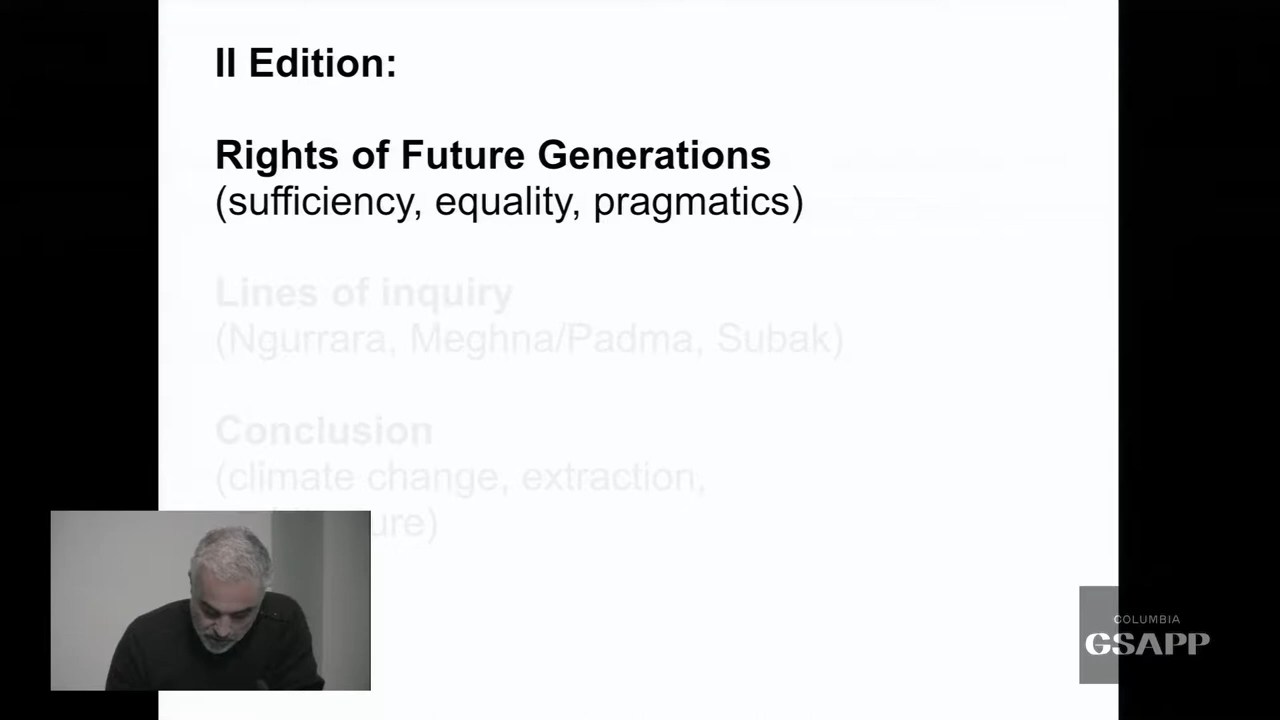 II Edition:
Rights of Future Generations
(sufficiency, equality, pragmatics)
Lines of inquiry
(Ngurrara, Meghna/Padma, Subak)
Conclusion
(climate change, extraction,
ure)
COLUMBIA
GSAPP